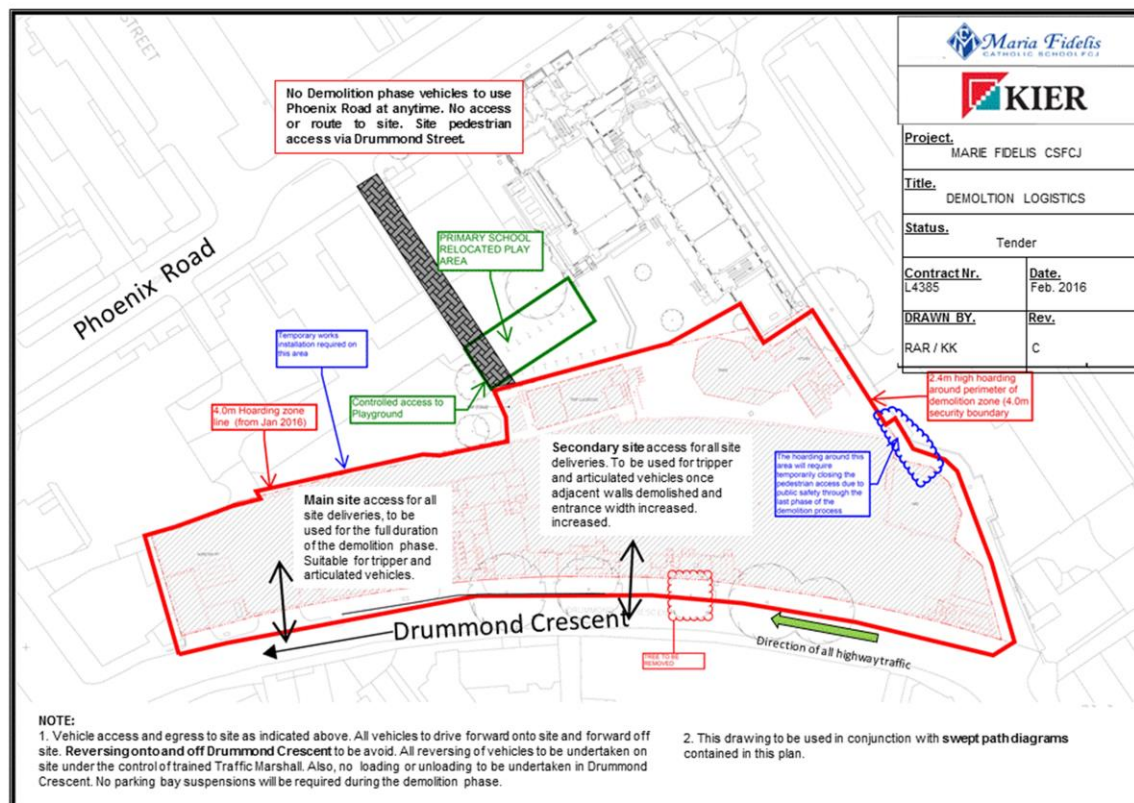 STREET
No Demolition phase vehicles to use
Phoenix Road at anytime. No access
or route to site. Site pedestrian
access via Drummond Street.
Maria Fidelis
CATHOLIC SCHOOL FCJ
KIER
Project.
MARIE FIDELIS CSFCJ
Title.
DEMOLTION LOGISTICS
Status.
Tender
Contract Nr.
L4385
Date.
Feb. 2016
DRAWN BY.
RAR / KK
Rev.
C
Phoenix Road
PRIMARY SCHOOL
RELOCATED PLAY
AREA
Temporary works
installation required on
this area
4.0m Hoarding zone
line (from Jan 2016)
Controlled access to
Playground
2.4m high hoarding
around perimeter of
demolition zone (4.0m
security boundary
Main site access for all
site deliveries, to be
used for the full duration
of the demolition phase.
Suitable for tripper and
articulated vehicles.
Secondary site access for all site
deliveries. To be used for tripper
and articulated vehicles once
adjacent walls demolished and
entrance width increased.
increased.
The hoarding around this
area will require
temporarily closing the
pedestrian access due to
public safety through the
last phase of the
demolition process
Drummond Crescent
TREE TO BE
REMOVED
Direction of all highway traffic
NOTE:
1. Vehicle access and egress to site as indicated above. All vehicles to drive forward onto site and forward off
site. Reversing onto and off Drummond Crescent to be avoid. All reversing of vehicles to be undertaken on
site under the control of trained Traffic Marshall. Also, no loading or unloading to be undertaken in Drummond
Crescent. No parking bay suspensions will be required during the demolition phase.
2. This drawing to be used in conjunction with swept path diagrams
contained in this plan.